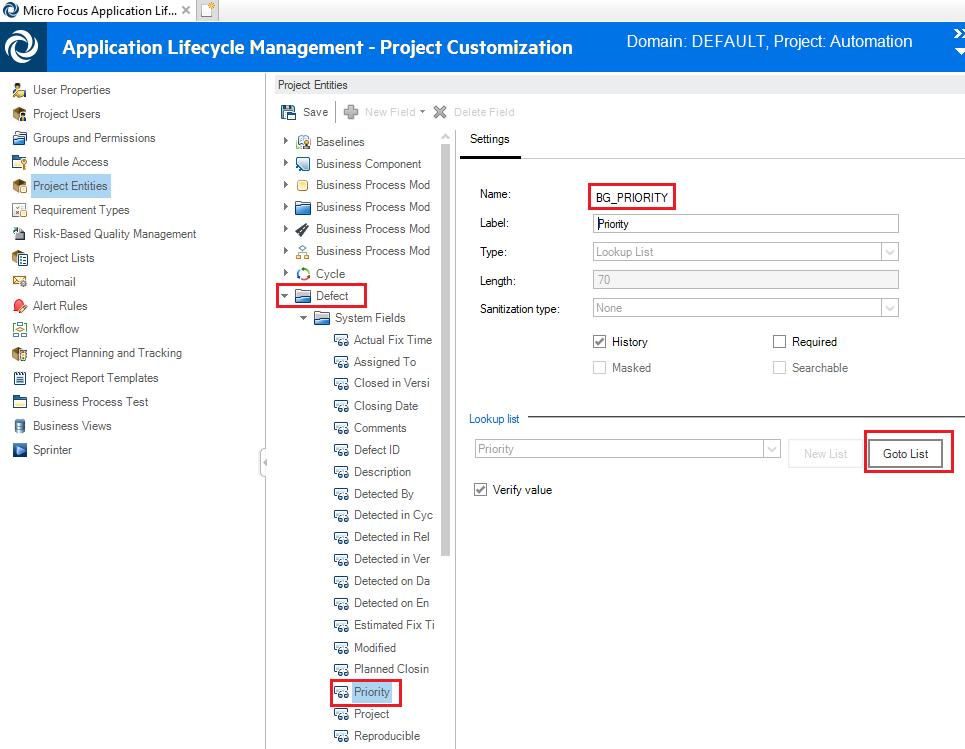 Micro Focus Application Lif...
Application Lifecycle Management - Project Customization
Domain: DEFAULT, Project: Automation
User Properties
Project Users
Groups and Permissions
Module Access
Project Entities
Requirement Types
Risk-Based Quality Management
Project Lists
Automail
Alert Rules
Workflow
Project Planning and Tracking
Project Report Templates
Business Process Test
Business Views
Sprinter
Project Entities
Save
New Field
Delete Field
Baselines
Business Component
Business Process Mod
Business Process Mod
Business Process Mod
Business Process Mod
Cycle
Defect
System Fields
Actual Fix Time
Assigned To
Closed in Versi
Closing Date
Comments
Defect ID
Description
Detected By
Detected in Cyc
Detected in Rel
Detected in Ver
Detected on Da
Detected on En
Estimated Fix Ti
Modified
Planned Closin
Priority
Project
Reproducible
Settings
Name: BG_PRIORITY
Label: Priority
Type: Lookup List
Length: 70
Sanitization type: None
History Required
Masked Searchable
Lookup list
Priority New List Goto List
Verify value